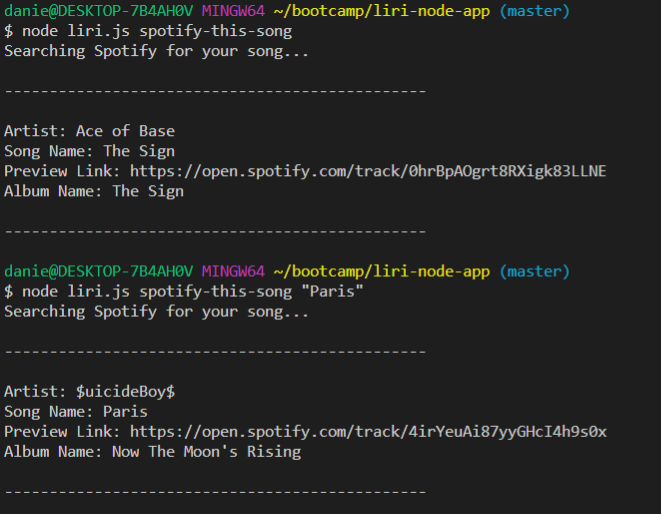 danie@DESKTOP-7B4AH0V MINGW64 ~/bootcamp/liri-node-app (master)
$ node liri.js spotify-this-song
Searching Spotify for your song...
-----------------------------------------------
Artist: Ace of Base
Song Name: The Sign
Preview Link: https://open.spotify.com/track/0hrBpAOgrt8RXigk83LLNE
Album Name: The Sign
-----------------------------------------------
danie@DESKTOP-7B4AH0V MINGW64 ~/bootcamp/liri-node-app (master)
$ node liri.js spotify-this-song "Paris"
Searching Spotify for your song...
-----------------------------------------------
Artist: $uicideBoy$
Song Name: Paris
Preview Link: https://open.spotify.com/track/4irYeuAi87yyGHcI4h9s0x
Album Name: Now The Moon's Rising
-----------------------------------------------